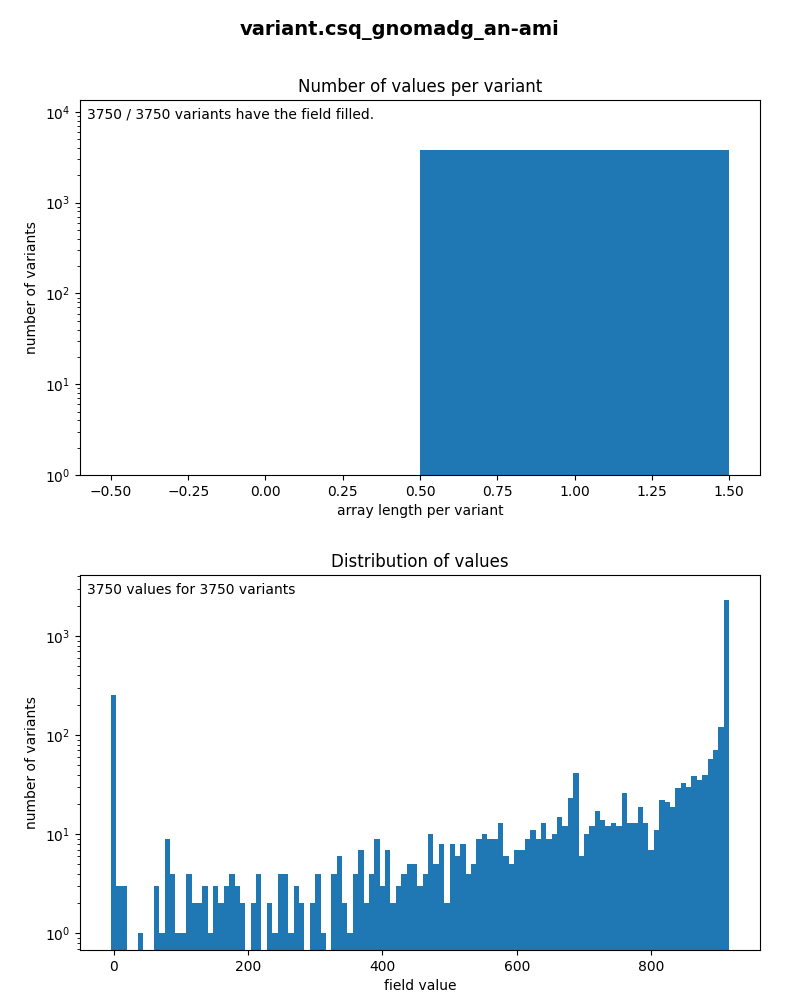 variant.csq_gnomadg_an-ami
Number of values per variant
3750 / 3750 variants have the field filled.
10^4
10^3
10^2
10^1
10^0
number of variants
−0.50 −0.25 0.00 0.25 0.50 0.75 1.00 1.25 1.50
array length per variant
Distribution of values
3750 values for 3750 variants
10^3
10^2
10^1
10^0
number of variants
0 200 400 600 800
field value